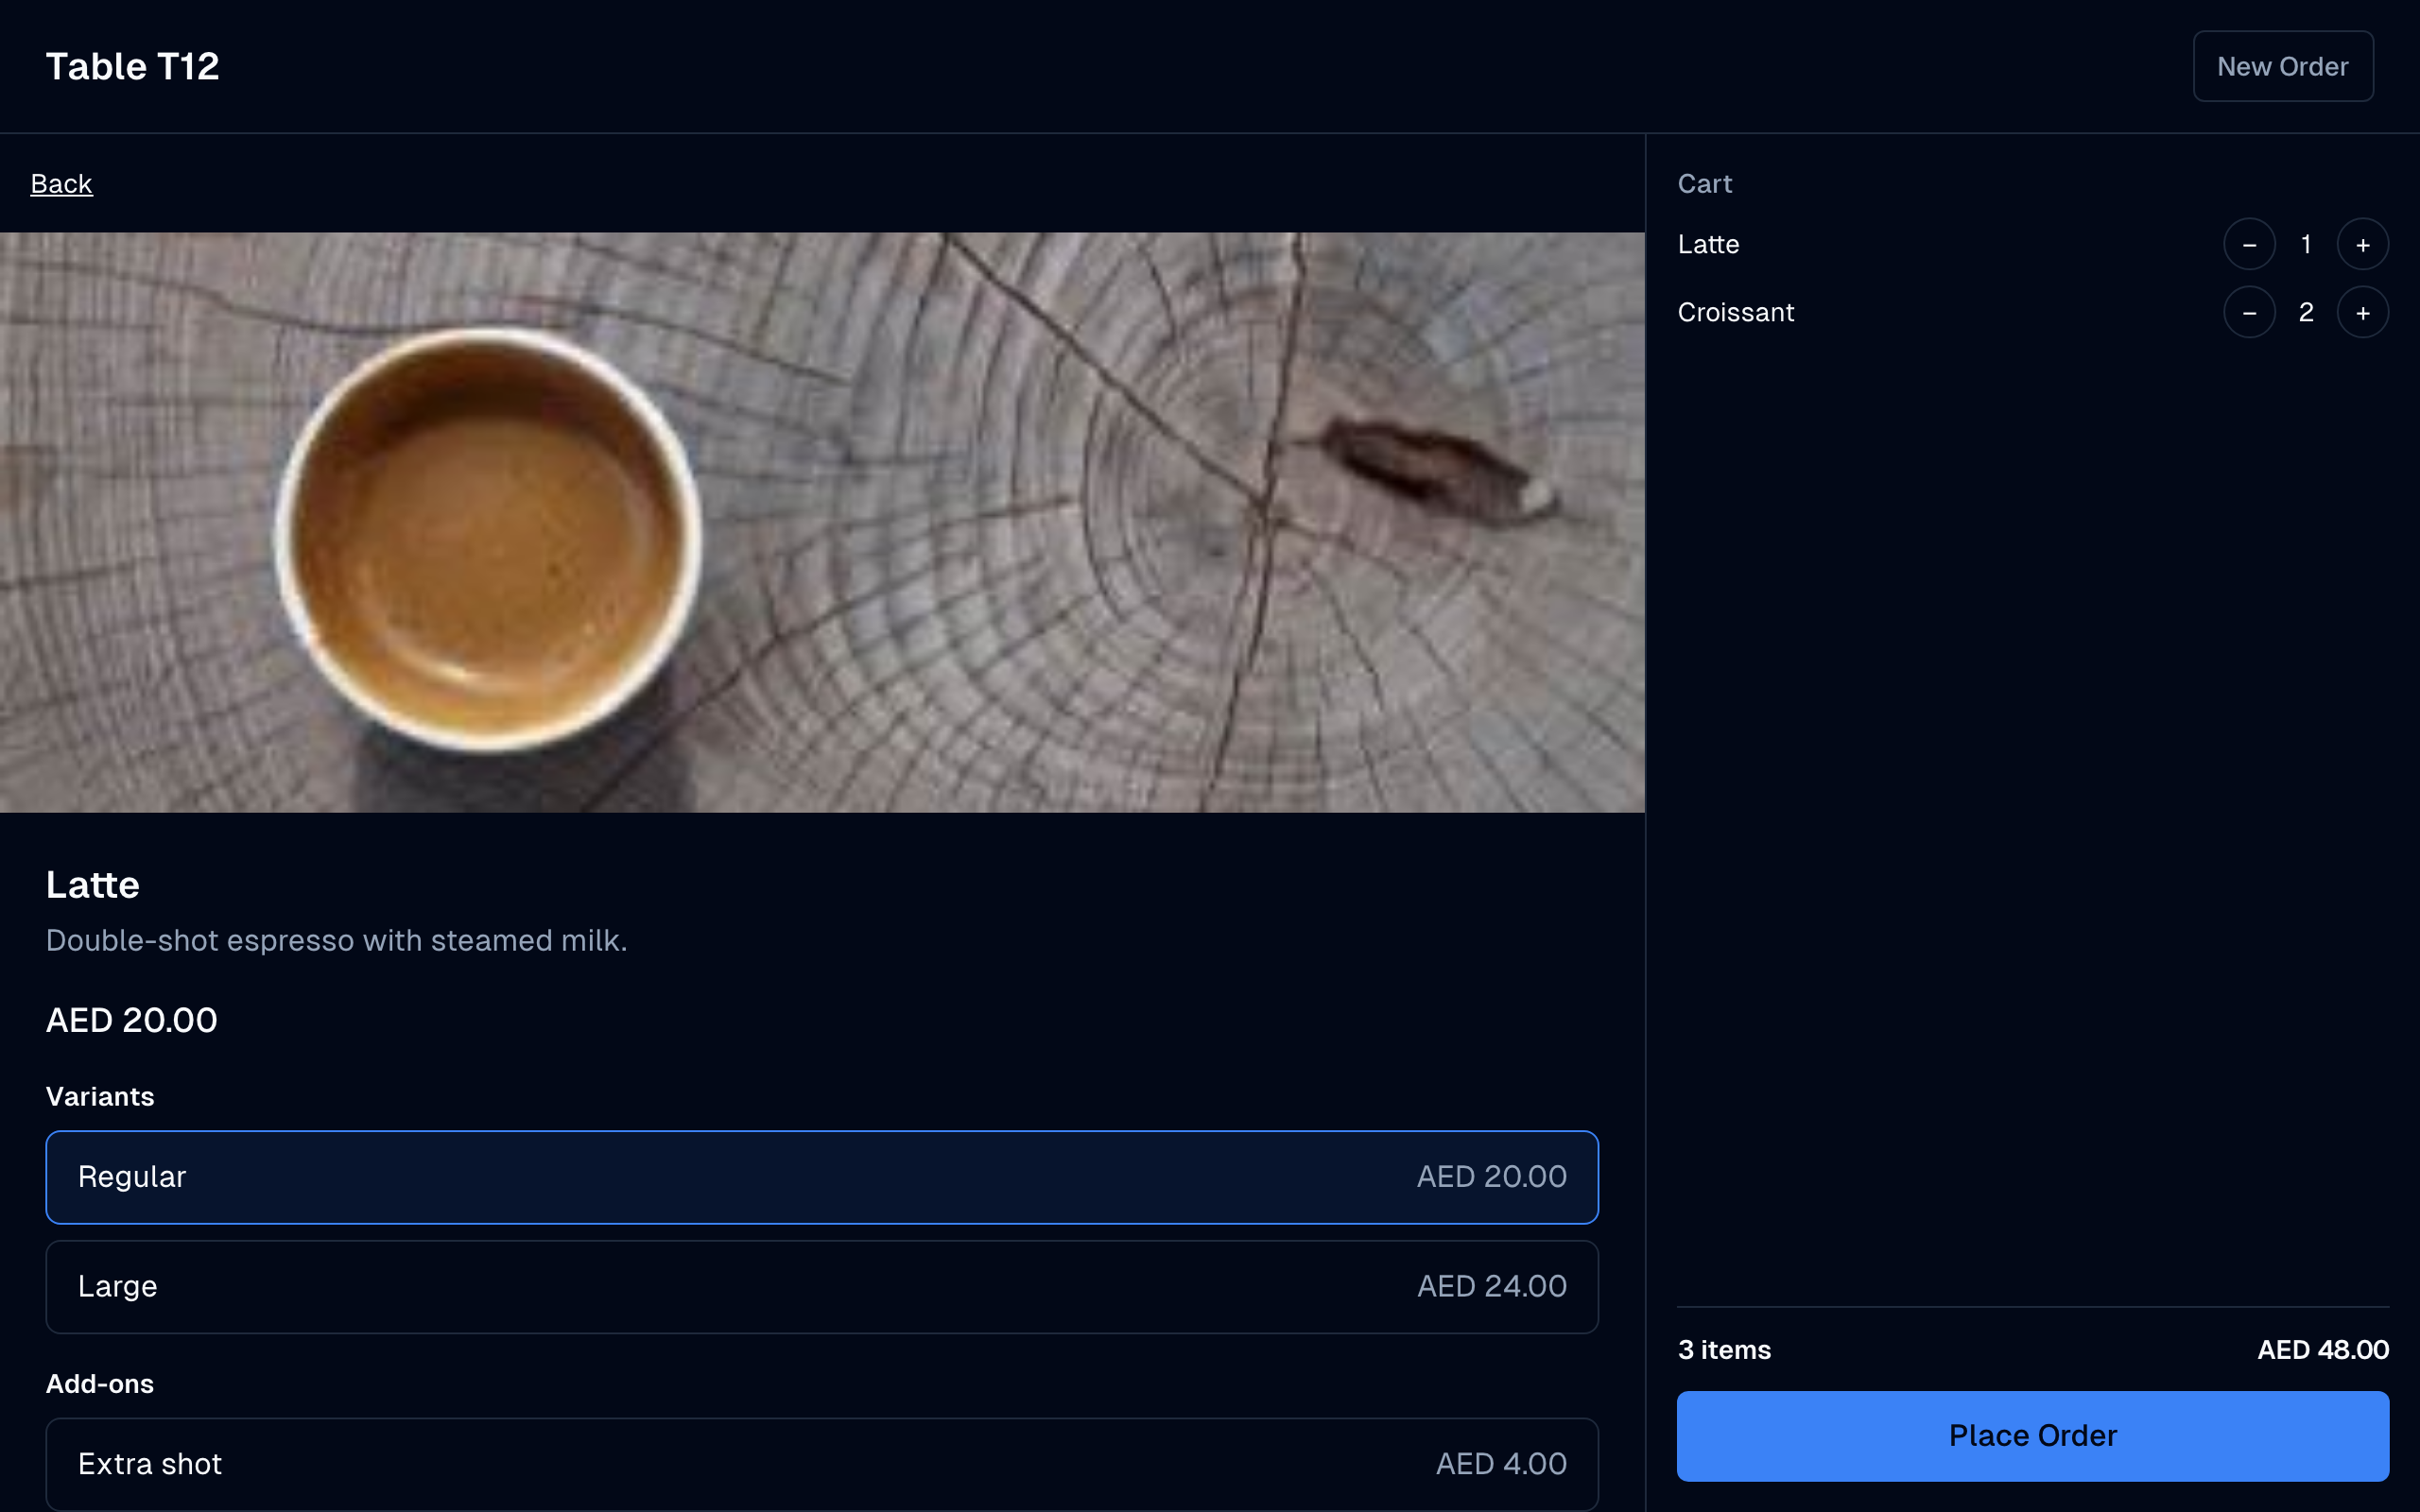 Table T12
New Order
Back
Latte
Double-shot espresso with steamed milk.
AED 20.00
Variants
Regular AED 20.00
Large AED 24.00
Add-ons
Extra shot AED 4.00
Cart
Latte − 1 +
Croissant − 2 +
3 items AED 48.00
Place Order